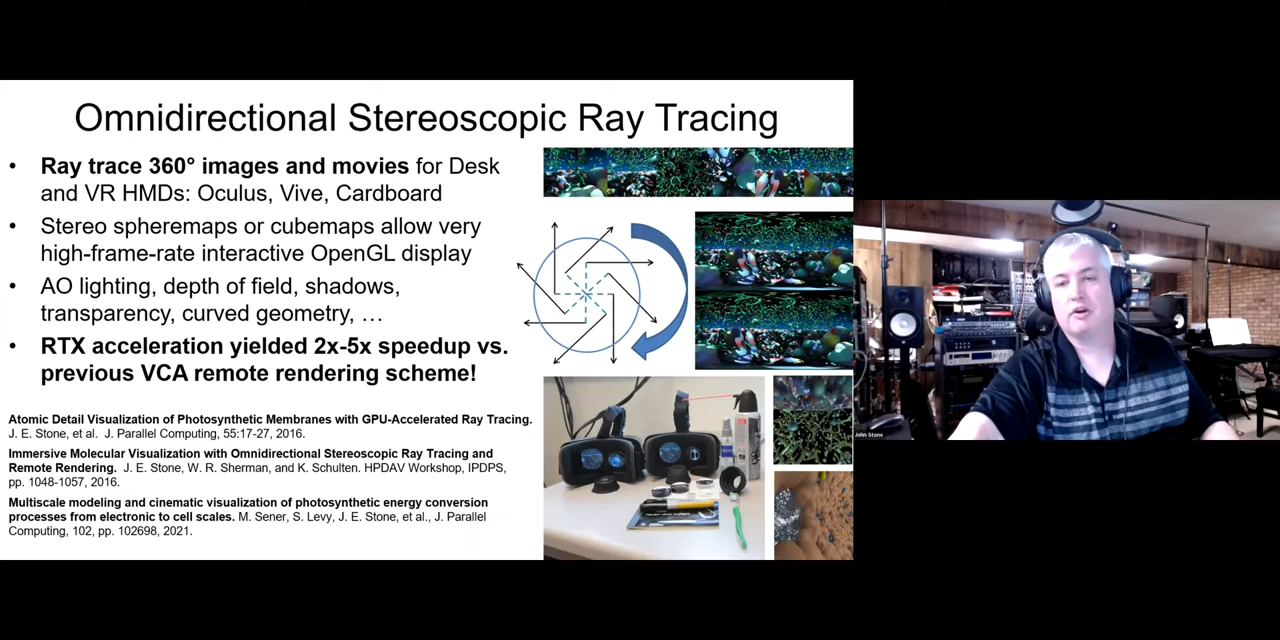 Omnidirectional Stereoscopic Ray Tracing
• Ray trace 360° images and movies for Desk
and VR HMDs: Oculus, Vive, Cardboard
• Stereo spheremaps or cubemaps allow very
high-frame-rate interactive OpenGL display
• AO lighting, depth of field, shadows,
transparency, curved geometry, …
• RTX acceleration yielded 2x-5x speedup vs.
previous VCA remote rendering scheme!
Atomic Detail Visualization of Photosynthetic Membranes with GPU-Accelerated Ray Tracing.
J. E. Stone, et al. J. Parallel Computing, 55:17-27, 2016.
Immersive Molecular Visualization with Omnidirectional Stereoscopic Ray Tracing and
Remote Rendering. J. E. Stone, W. R. Sherman, and K. Schulten. HPDAV Workshop, IPDPS,
pp. 1048-1057, 2016.
Multiscale modeling and cinematic visualization of photosynthetic energy conversion
processes from electronic to cell scales. M. Sener, S. Levy, J. E. Stone, et al., J. Parallel
Computing, 102, pp. 102698, 2021.
John Stone